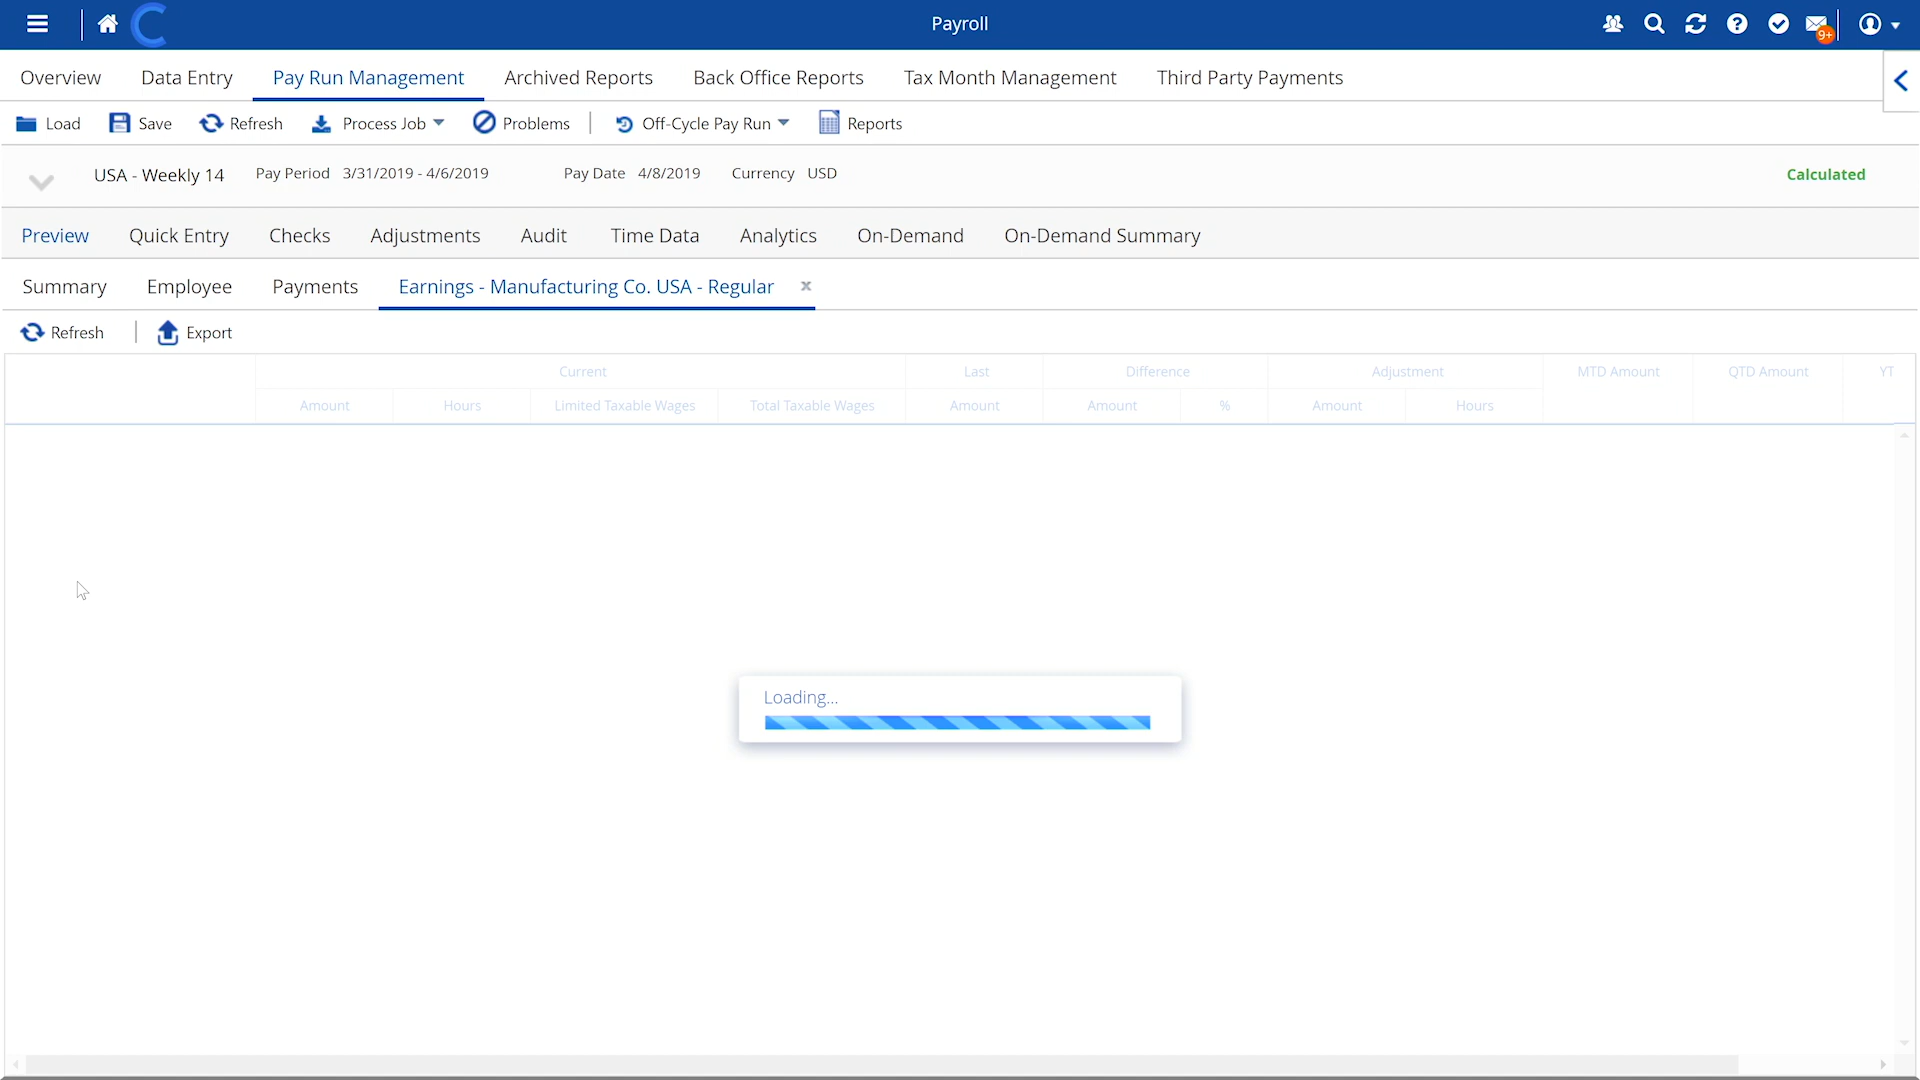 Payroll
9+
Overview Data Entry Pay Run Management Archived Reports Back Office Reports Tax Month Management Third Party Payments
Load Save Refresh Process Job Problems Off-Cycle Pay Run Reports
USA - Weekly 14 Pay Period 3/31/2019 - 4/6/2019 Pay Date 4/8/2019 Currency USD Calculated
Preview Quick Entry Checks Adjustments Audit Time Data Analytics On-Demand On-Demand Summary
Summary Employee Payments Earnings - Manufacturing Co. USA - Regular
Refresh Export
Current Last Difference Adjustment MTD Amount QTD Amount YT
Amount Hours Limited Taxable Wages Total Taxable Wages Amount Amount % Amount Hours
Loading...